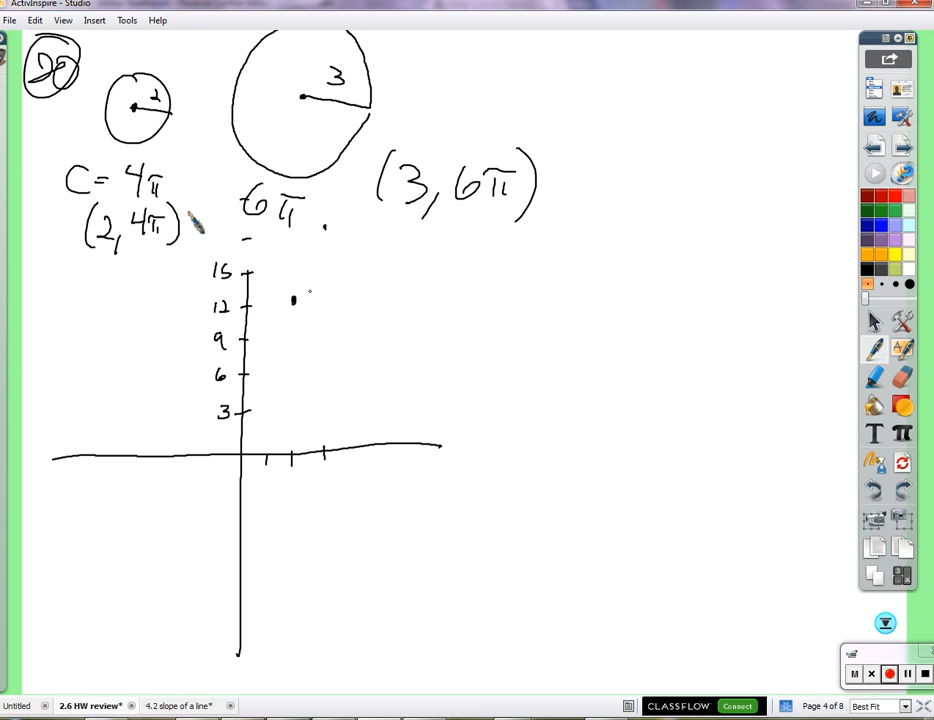 ActivInspire - Studio
File Edit View Insert Tools Help
20
2
3
C = 4π
6π
(3, 6π)
(2, 4π)
15
12
9
6
3
T π
M
Untitled 2.6 HW review* 4.2 slope of a line*
CLASSFLOW Connect
Page 4 of 8 Best Fit